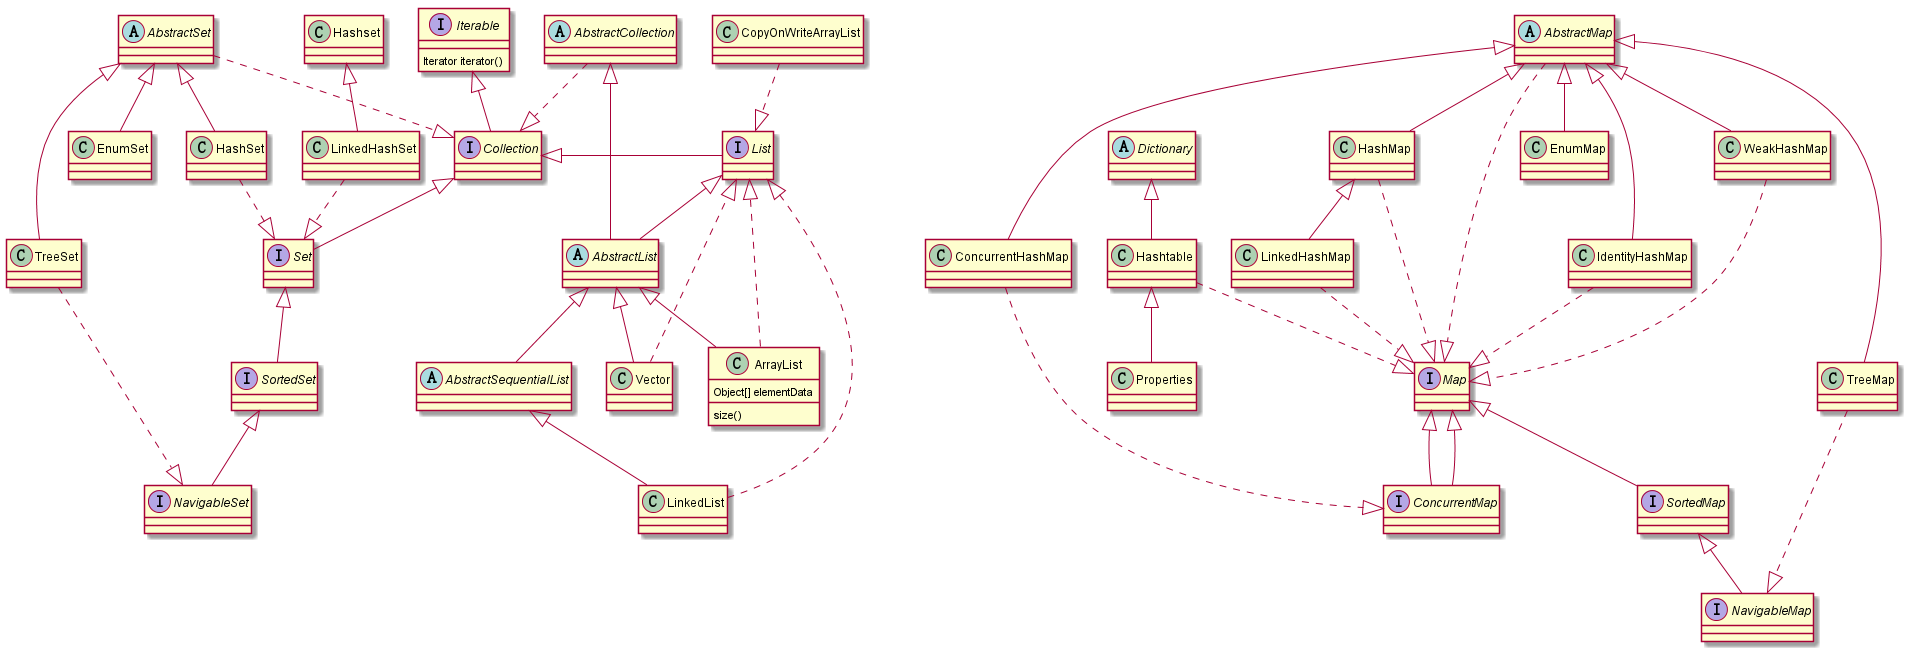 A AbstractSet
C Hashset
I Iterable
Iterator iterator()
A AbstractCollection
C CopyOnWriteArrayList
A AbstractMap
C EnumSet
C HashSet
C LinkedHashSet
I Collection
I List
A Dictionary
C HashMap
C EnumMap
C WeakHashMap
C TreeSet
I Set
A AbstractList
C ConcurrentHashMap
C Hashtable
C LinkedHashMap
C IdentityHashMap
I SortedSet
A AbstractSequentialList
C Vector
C ArrayList
Object[] elementData
size()
C Properties
I Map
C TreeMap
I NavigableSet
C LinkedList
I ConcurrentMap
I SortedMap
I NavigableMap